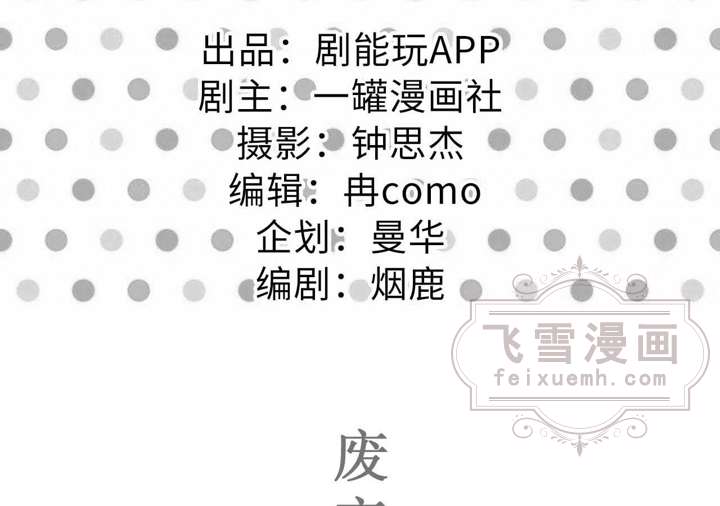 出品：剧能玩APP
剧主：一罐漫画社
摄影：钟思杰
编辑：冉como
企划：曼华
编剧：烟鹿
飞雪漫画
feixuemh.com
废